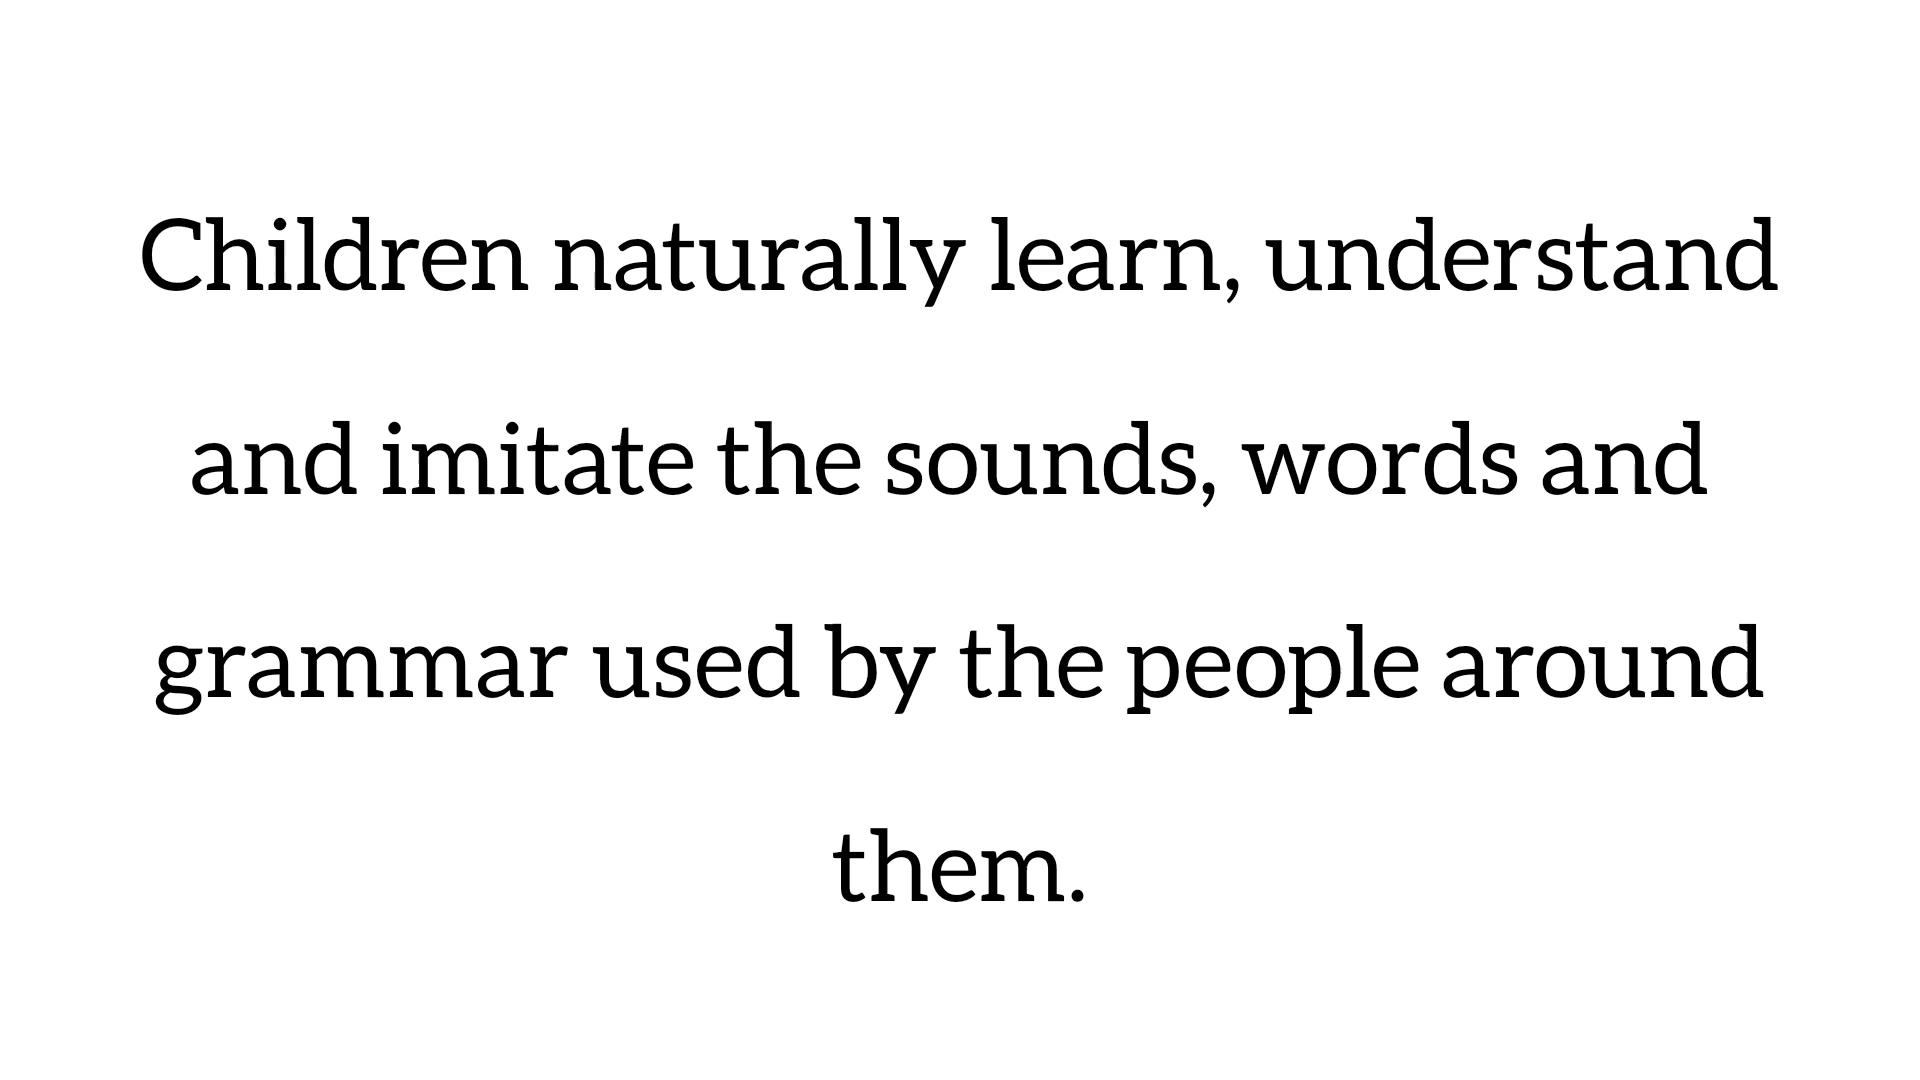 Children naturally learn, understand
and imitate the sounds, words and
grammar used by the people around
them.